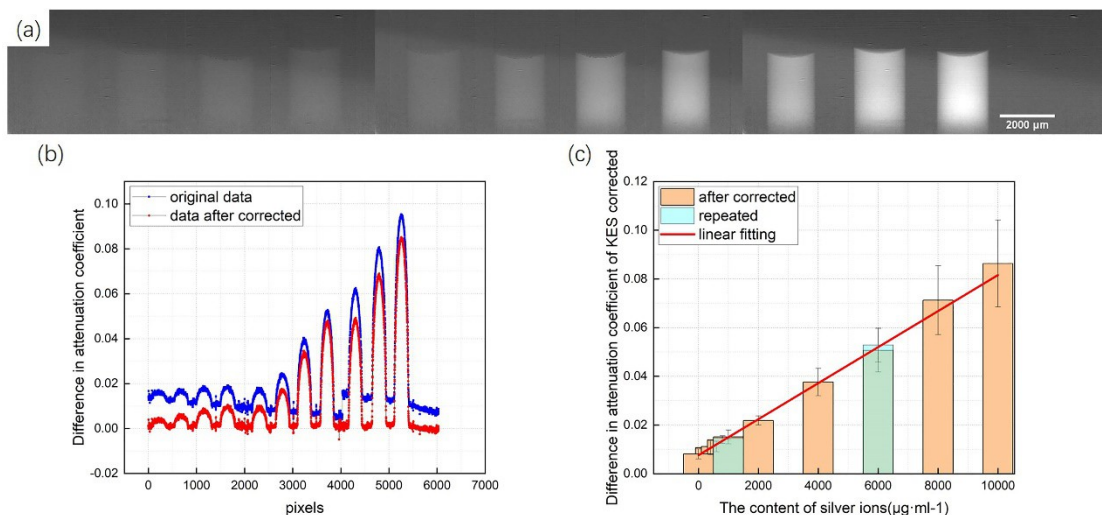 (a)
2000 µm
(b)
Difference in attenuation coefficient
0.10
0.08
0.06
0.04
0.02
0.00
-0.02
original data
data after corrected
0 1000 2000 3000 4000 5000 6000 7000
pixels
(c)
Difference in attenuation coefficient of KES corrected
0.12
0.10
0.08
0.06
0.04
0.02
0.00
after corrected
repeated
linear fitting
0 2000 4000 6000 8000 10000
The content of silver ions(µg·ml-1)